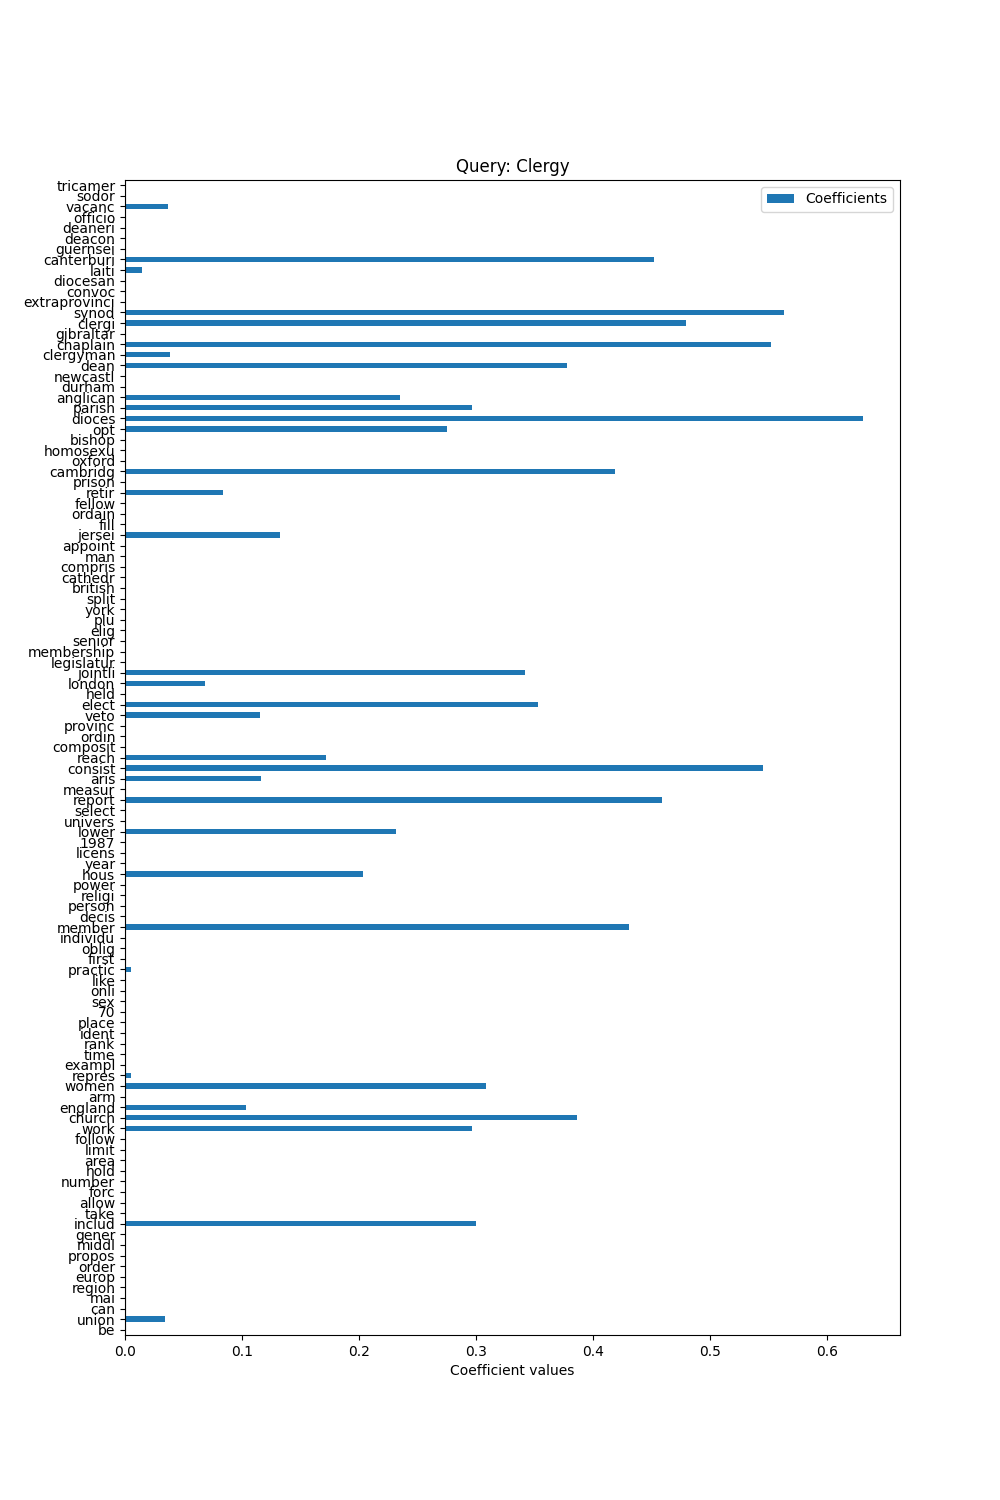 Query: Clergy
Coefficients
tricamer
sodor
vacanc
officio
deaneri
deacon
guernsei
canterburi
laiti
diocesan
convoc
extraprovinci
synod
clergi
gibraltar
chaplain
clergyman
dean
newcastl
durham
anglican
parish
dioces
opt
bishop
homosexu
oxford
cambridg
prison
retir
fellow
ordain
fill
jersei
appoint
man
compris
cathedr
british
split
york
plu
elig
senior
membership
legislatur
jointli
london
held
elect
veto
provinc
ordin
composit
reach
consist
aris
measur
report
select
univers
lower
1987
licens
year
hous
power
religi
person
decis
member
individu
oblig
first
practic
like
onli
sex
70
place
ident
rank
time
exampl
repres
women
arm
england
church
work
follow
limit
area
hold
number
forc
allow
take
includ
gener
middl
propos
order
europ
region
mai
can
union
be
0.0 0.1 0.2 0.3 0.4 0.5 0.6
Coefficient values